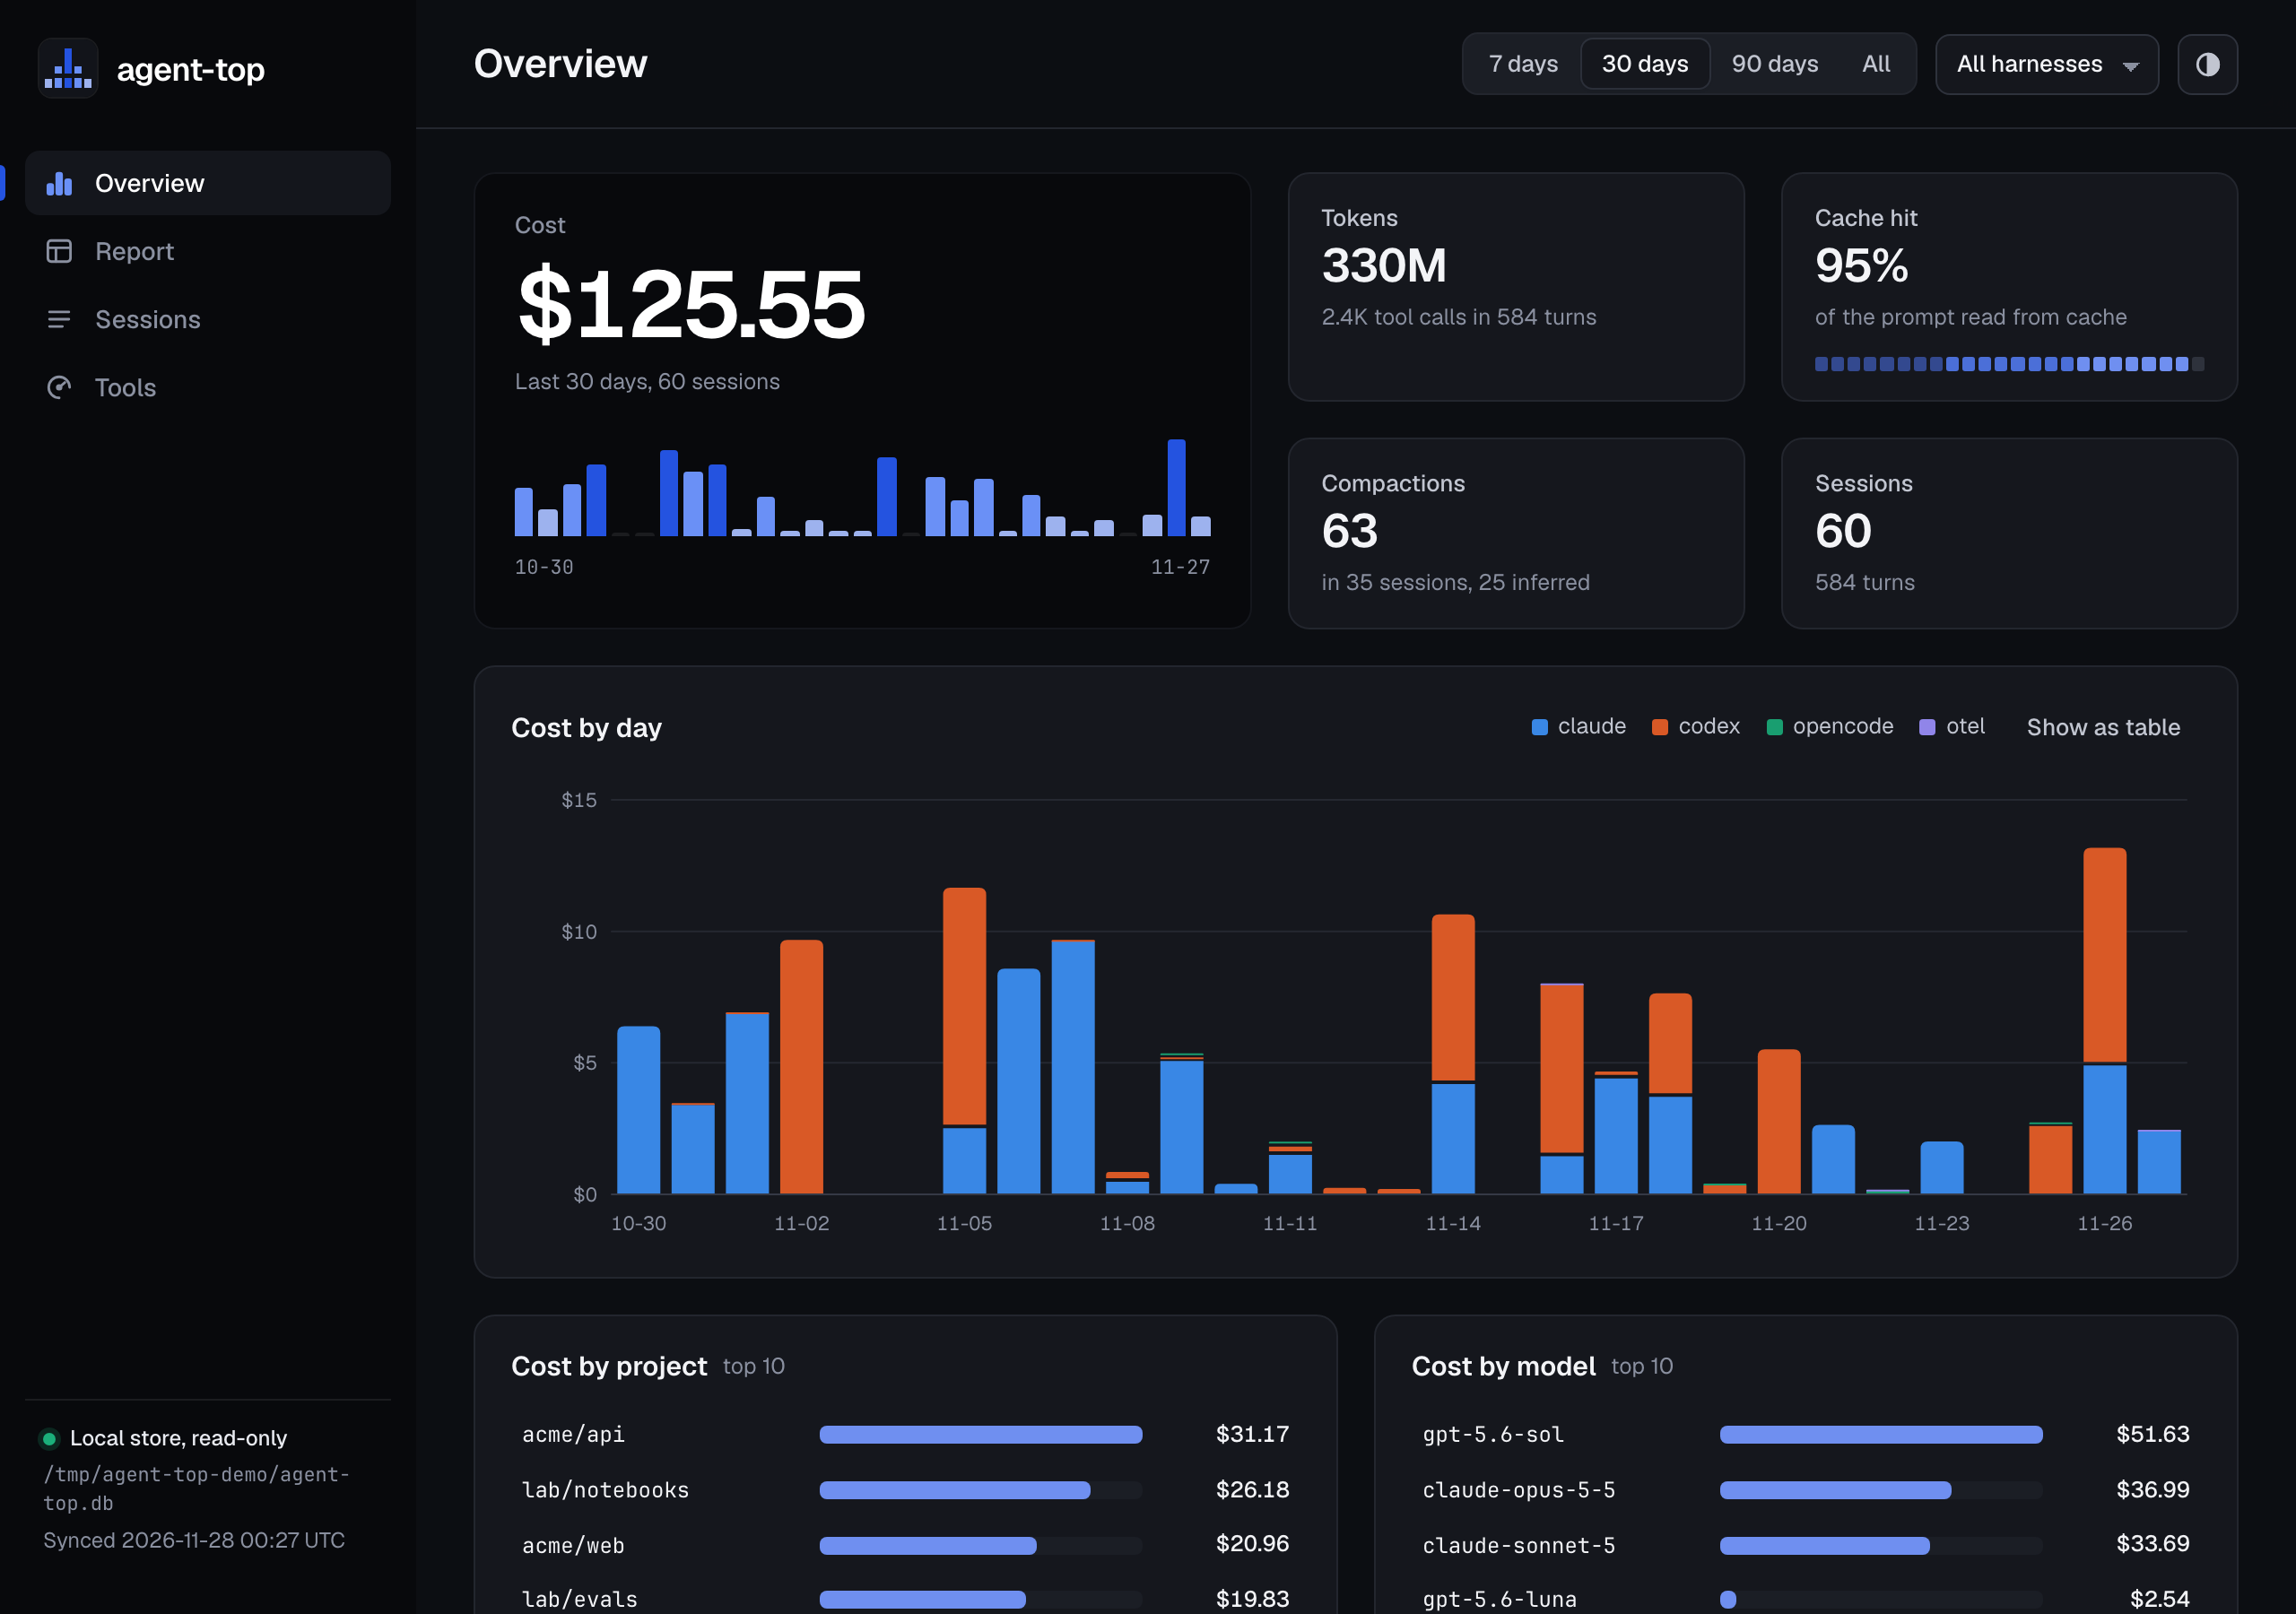 agent-top
Overview
Report
Sessions
Tools
Local store, read-only
/tmp/agent-top-demo/agent-
top.db
Synced 2026-11-28 00:27 UTC
Overview
7 days 30 days 90 days All
All harnesses
Cost
$125.55
Last 30 days, 60 sessions
10-30 11-27
Tokens
330M
2.4K tool calls in 584 turns
Cache hit
95%
of the prompt read from cache
Compactions
63
in 35 sessions, 25 inferred
Sessions
60
584 turns
Cost by day
claude codex opencode otel Show as table
$15
$10
$5
$0
10-30 11-02 11-05 11-08 11-11 11-14 11-17 11-20 11-23 11-26
Cost by project top 10
acme/api $31.17
lab/notebooks $26.18
acme/web $20.96
lab/evals $19.83
Cost by model top 10
gpt-5.6-sol $51.63
claude-opus-5-5 $36.99
claude-sonnet-5 $33.69
gpt-5.6-luna $2.54